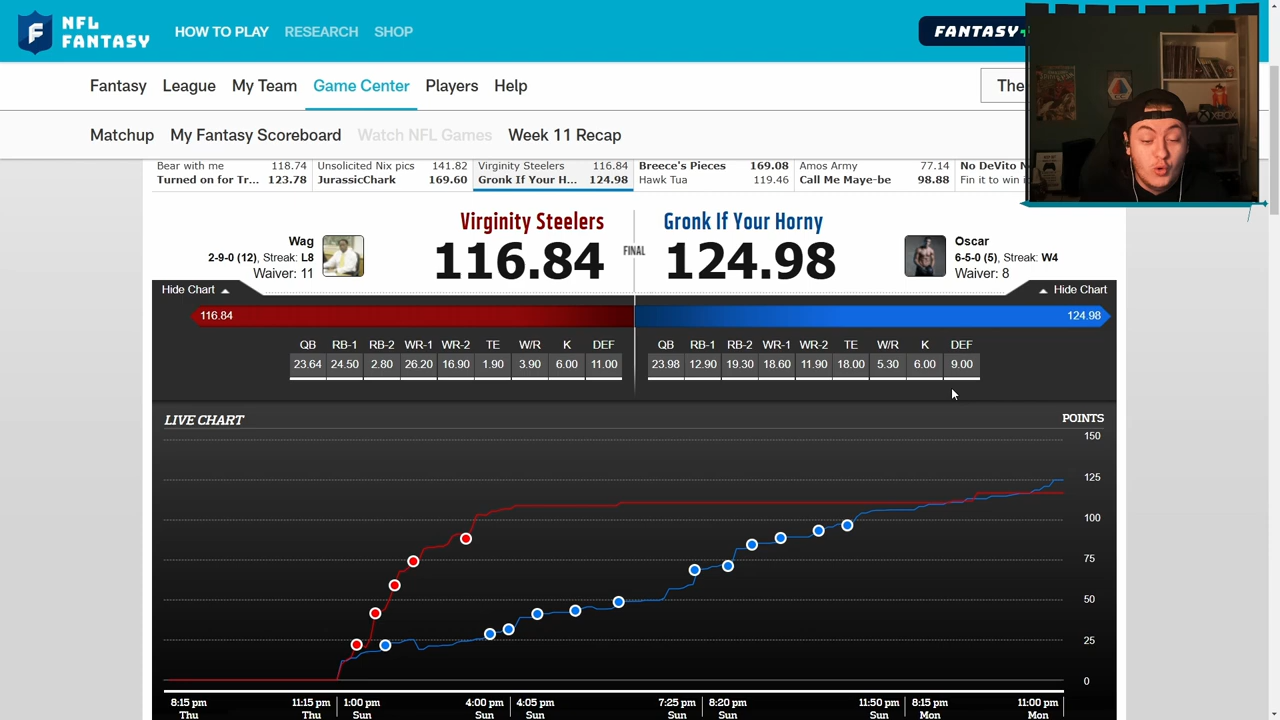 NFL
FANTASY
HOW TO PLAY RESEARCH SHOP
FANTASY+
Fantasy League My Team Game Center Players Help
The
Matchup My Fantasy Scoreboard Watch NFL Games Week 11 Recap
Bear with me 118.74 Unsolicited Nix pics 141.82 Virginity Steelers 116.84 Breece's Pieces 169.08 Amos Army 77.14 No DeVito N
Turned on for Tr... 123.78 JurassicChark 169.60 Gronk If Your H... 124.98 Hawk Tua 119.46 Call Me Maye-be 98.88 Fin it to win i
Virginity Steelers Gronk If Your Horny
Wag
2-9-0 (12), Streak: L8
Waiver: 11
116.84 FINAL 124.98
Oscar
6-5-0 (5), Streak: W4
Waiver: 8
Hide Chart Hide Chart
116.84 124.98
QB RB-1 RB-2 WR-1 WR-2 TE W/R K DEF QB RB-1 RB-2 WR-1 WR-2 TE W/R K DEF
23.64 24.50 2.80 26.20 16.90 1.90 3.90 6.00 11.00 23.98 12.90 19.30 18.60 11.90 18.00 5.30 6.00 9.00
LIVE CHART POINTS
150
125
100
75
50
25
0
8:15 pm 11:15 pm 1:00 pm 4:00 pm 4:05 pm 7:25 pm 8:20 pm 11:50 pm 8:15 pm 11:00 pm
Thu Thu Sun Sun Sun Sun Sun Sun Mon Mon